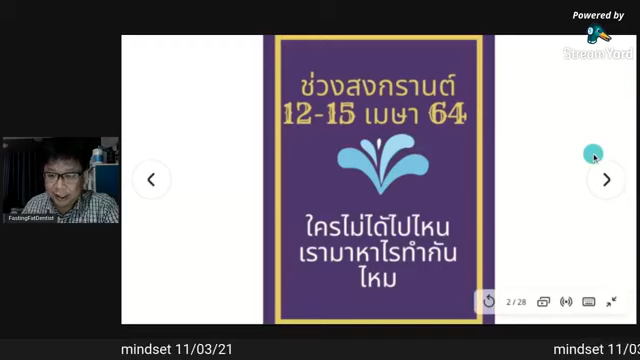 Powered by
StreamYard
ช่วงสงกรานต์
12-15 เมษา 64
ใครไม่ได้ไปไหน
เรามาหาไรทำกัน
ไหม
FastingFatDentist
2 / 28
mindset 11/03/21
mindset 11/03